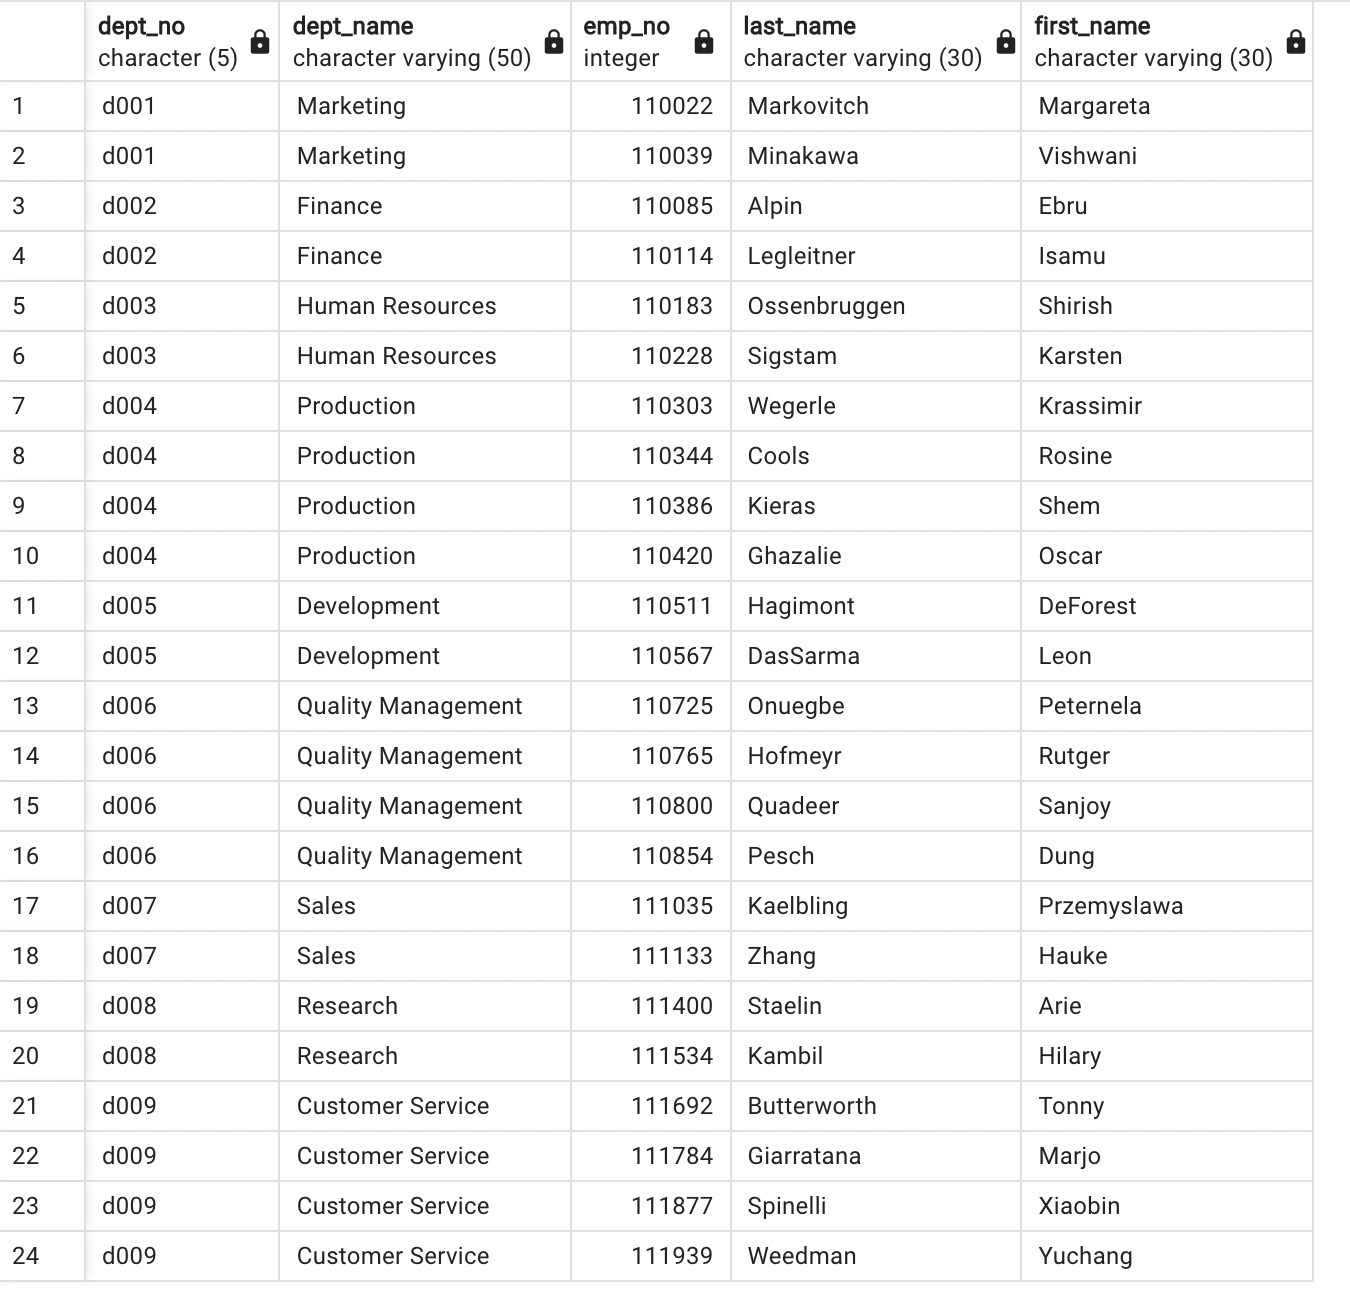 dept_no dept_name emp_no last_name first_name
character (5) character varying (50) integer character varying (30) character varying (30)
1 d001 Marketing 110022 Markovitch Margareta
2 d001 Marketing 110039 Minakawa Vishwani
3 d002 Finance 110085 Alpin Ebru
4 d002 Finance 110114 Legleitner Isamu
5 d003 Human Resources 110183 Ossenbruggen Shirish
6 d003 Human Resources 110228 Sigstam Karsten
7 d004 Production 110303 Wegerle Krassimir
8 d004 Production 110344 Cools Rosine
9 d004 Production 110386 Kieras Shem
10 d004 Production 110420 Ghazalie Oscar
11 d005 Development 110511 Hagimont DeForest
12 d005 Development 110567 DasSarma Leon
13 d006 Quality Management 110725 Onuegbe Peternela
14 d006 Quality Management 110765 Hofmeyr Rutger
15 d006 Quality Management 110800 Quadeer Sanjoy
16 d006 Quality Management 110854 Pesch Dung
17 d007 Sales 111035 Kaelbling Przemyslawa
18 d007 Sales 111133 Zhang Hauke
19 d008 Research 111400 Staelin Arie
20 d008 Research 111534 Kambil Hilary
21 d009 Customer Service 111692 Butterworth Tonny
22 d009 Customer Service 111784 Giarratana Marjo
23 d009 Customer Service 111877 Spinelli Xiaobin
24 d009 Customer Service 111939 Weedman Yuchang